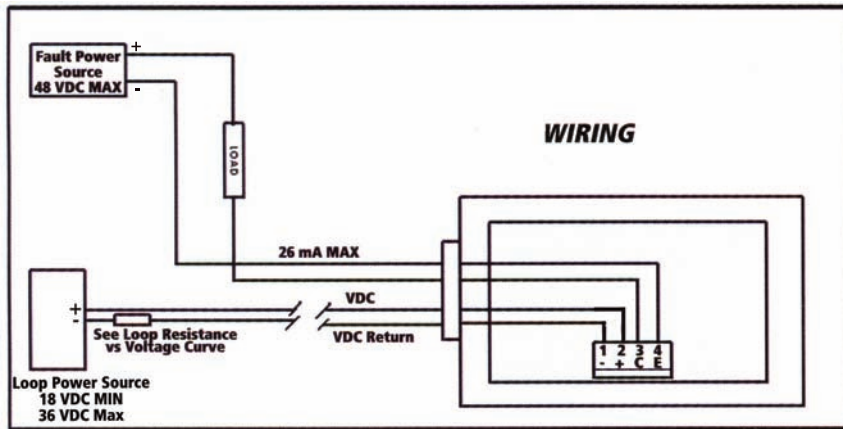 Fault Power
Source
48 VDC MAX
+
-
LOAD
WIRING
26 mA MAX
+
-
VDC
See Loop Resistance
vs Voltage Curve
VDC Return
Loop Power Source
18 VDC MIN
36 VDC Max
1 2 3 4
- + C E